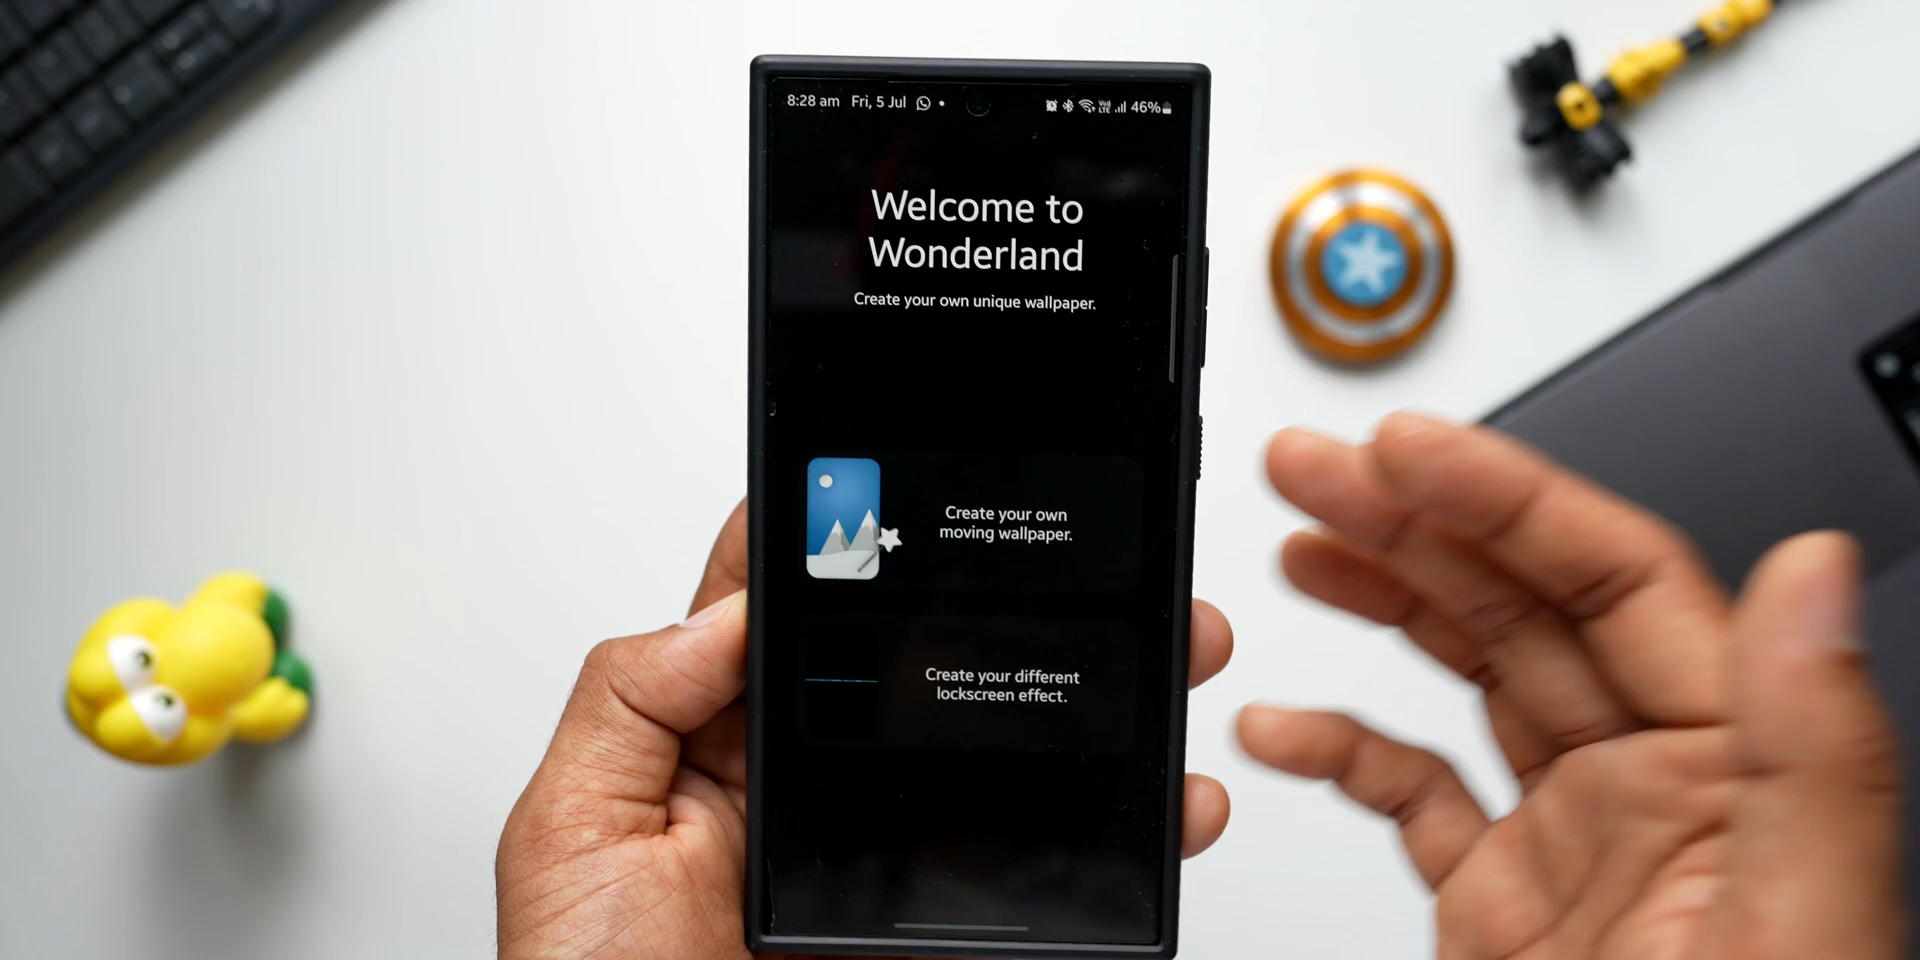 8:28 am Fri, 5 Jul
46%
Welcome to
Wonderland
Create your own unique wallpaper.
Create your own
moving wallpaper.
Create your different
lockscreen effect.